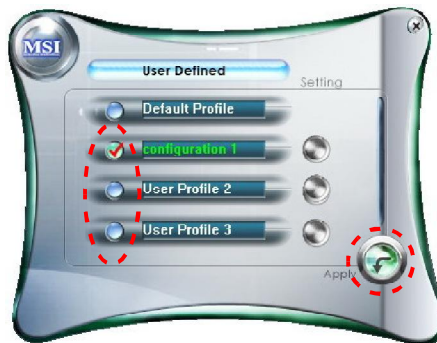 MSI
User Defined
Setting
Default Profile
configuration 1
User Profile 2
User Profile 3
Apply